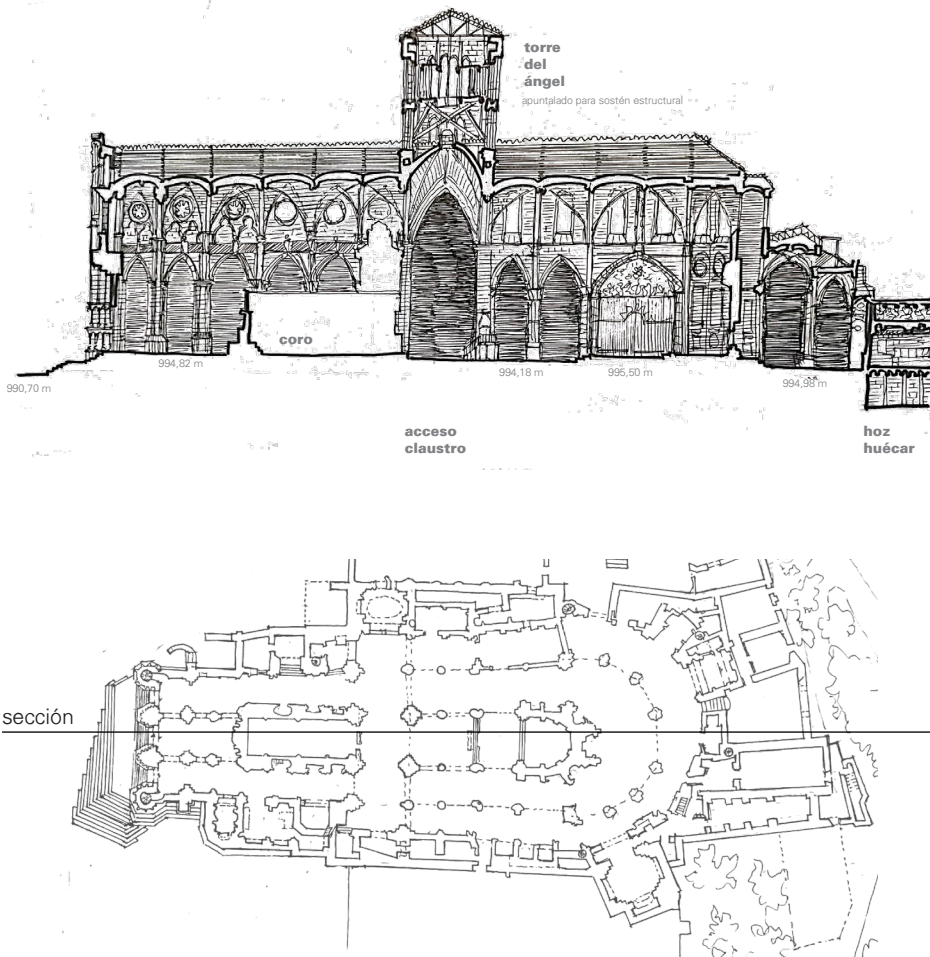 torre
del
ángel
apuntalado para sostén estructural
coro
990,70 m
994,82 m
994,18 m
995,50 m
994,98 m
acceso
claustro
hoz
huécar
sección